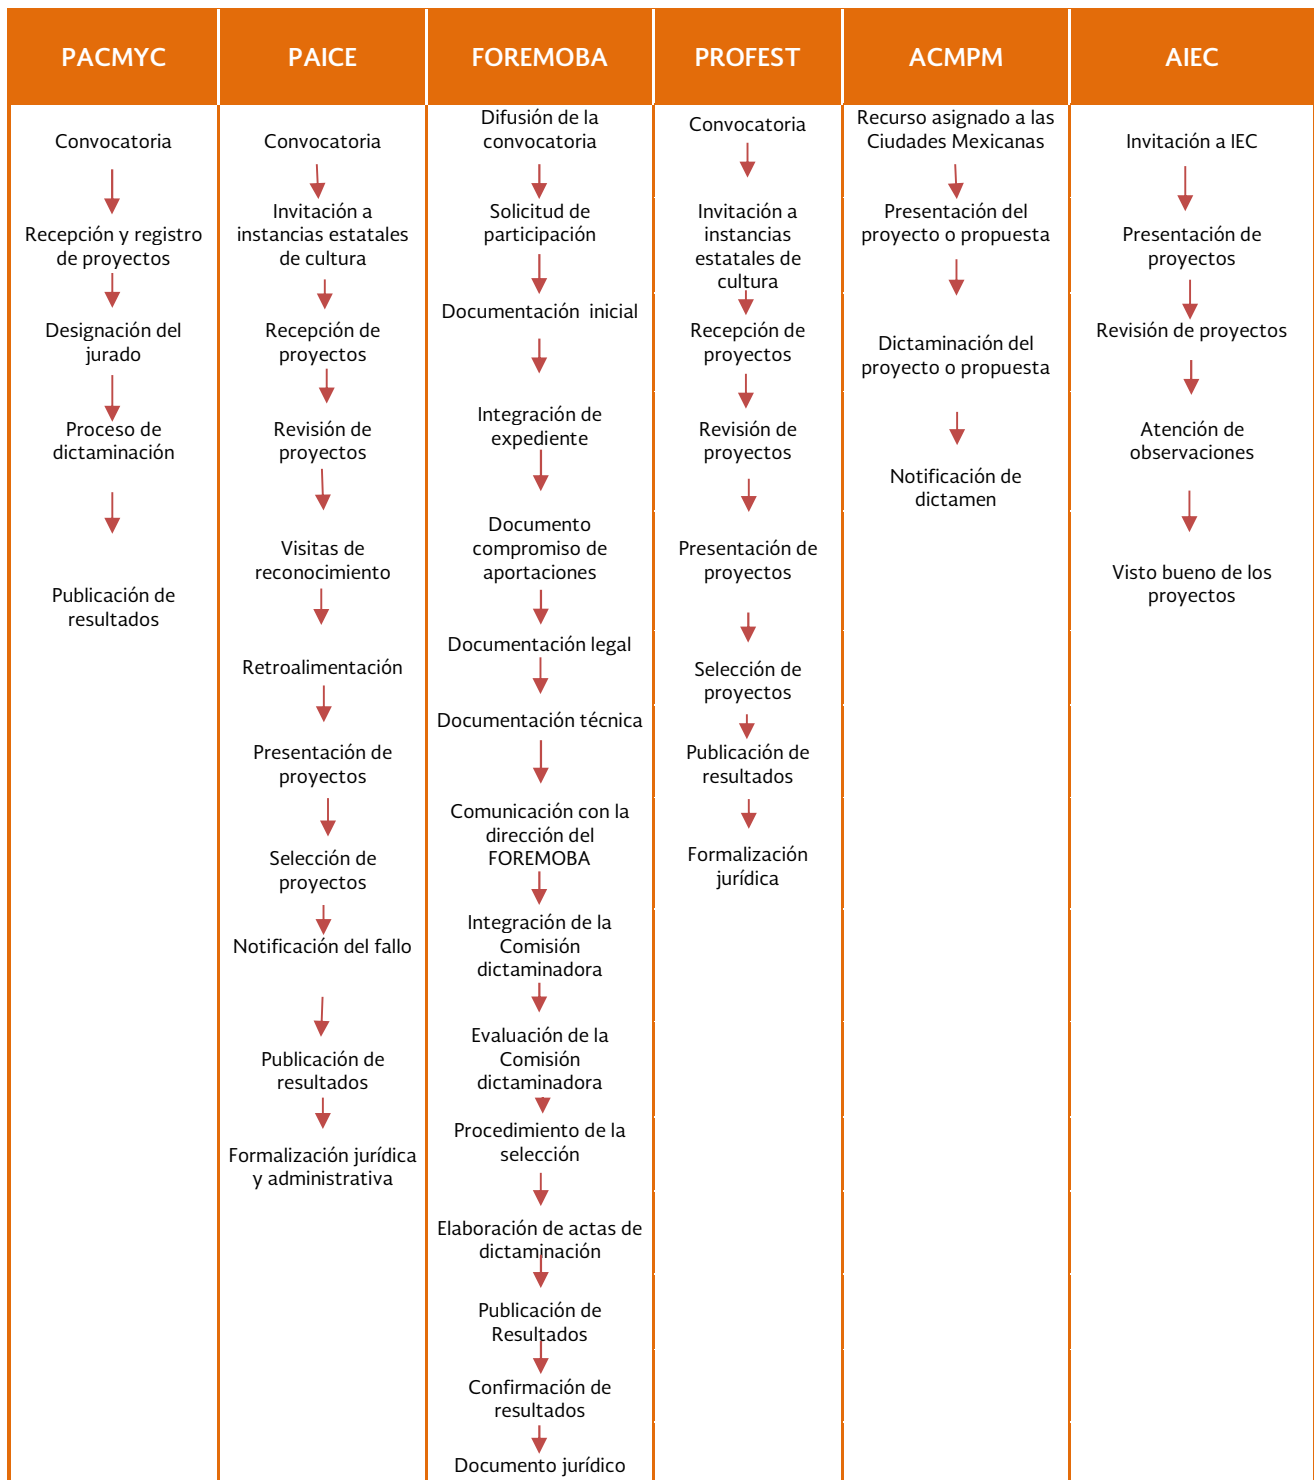 PACMYC
PAICE
FOREMOBA
PROFEST
ACMPM
AIEC
Convocatoria
Recepción y registro
de proyectos
Designación del
jurado
Proceso de
dictaminación
Publicación de
resultados
Convocatoria
Invitación a
instancias estatales
de cultura
Recepción de
proyectos
Revisión de
proyectos
Visitas de
reconocimiento
Retroalimentación
Presentación de
proyectos
Selección de
proyectos
Notificación del fallo
Publicación de
resultados
Formalización jurídica
y administrativa
Difusión de la
convocatoria
Solicitud de
participación
Documentación inicial
Integración de
expediente
Documento
compromiso de
aportaciones
Documentación legal
Documentación técnica
Comunicación con la
dirección del
FOREMOBA
Integración de la
Comisión
dictaminadora
Evaluación de la
Comisión
dictaminadora
Procedimiento de la
selección
Elaboración de actas de
dictaminación
Publicación de
Resultados
Confirmación de
resultados
Documento jurídico
Convocatoria
Invitación a
instancias
estatales de
cultura
Recepción de
proyectos
Revisión de
proyectos
Presentación de
proyectos
Selección de
proyectos
Publicación de
resultados
Formalización
jurídica
Recurso asignado a las
Ciudades Mexicanas
Presentación del
proyecto o propuesta
Dictaminación del
proyecto o propuesta
Notificación de
dictamen
Invitación a IEC
Presentación de
proyectos
Revisión de proyectos
Atención de
observaciones
Visto bueno de los
proyectos